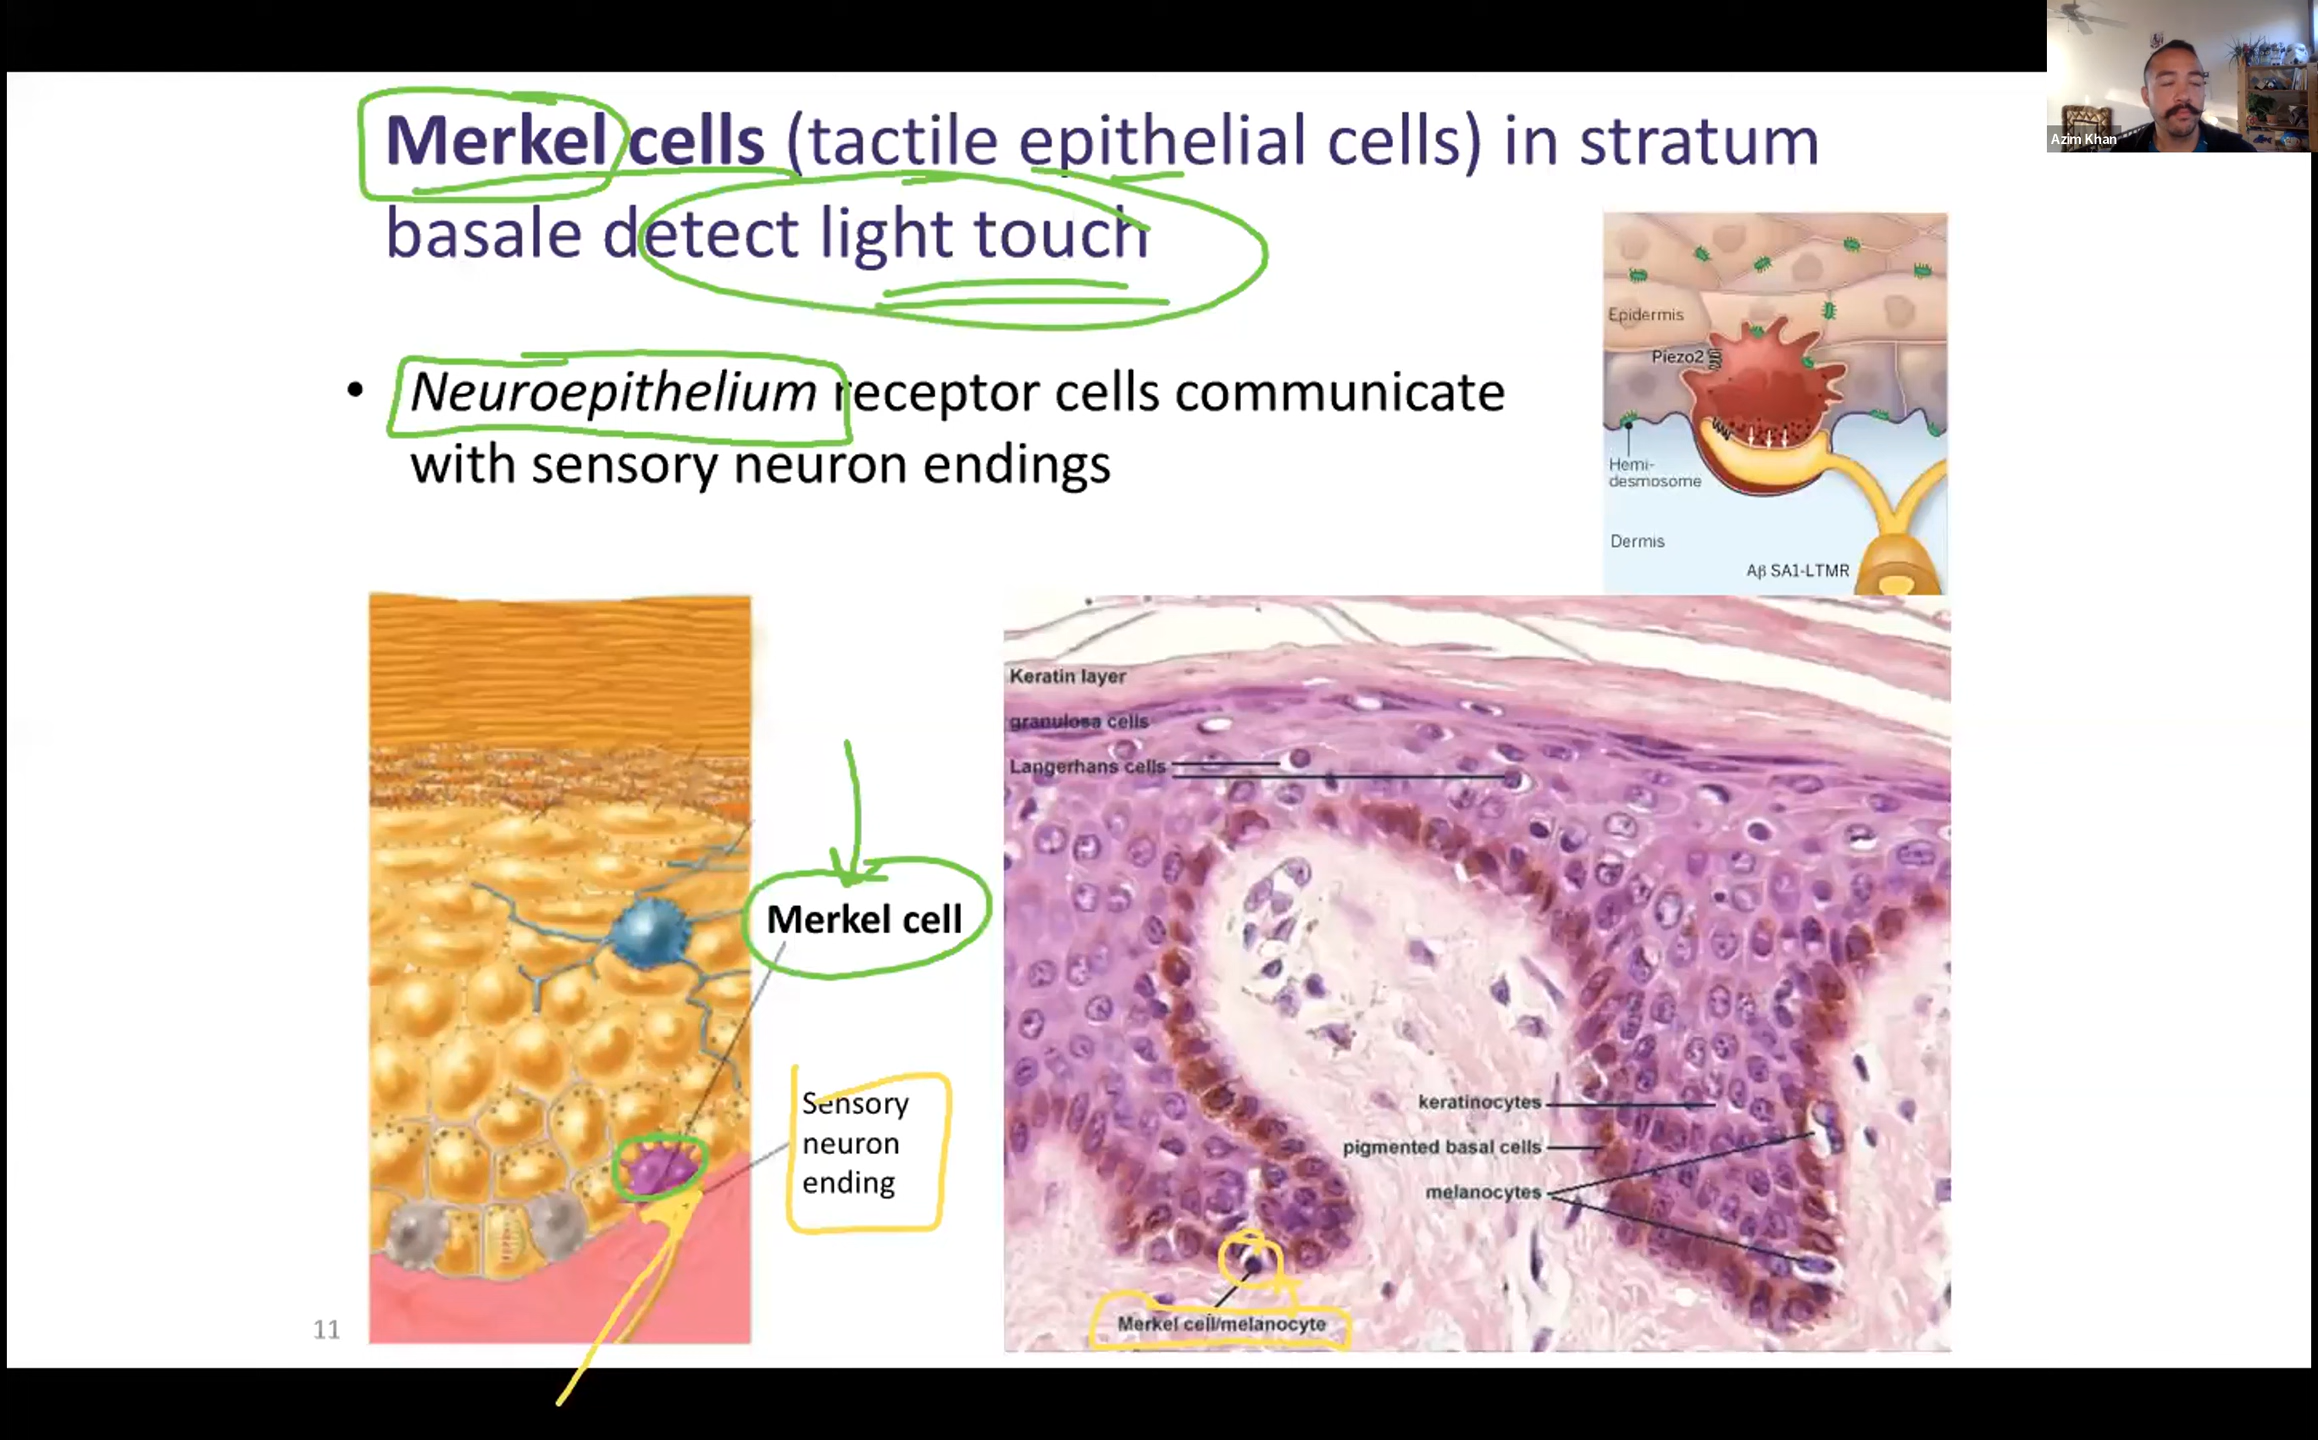 Azim Khan
Merkel cells (tactile epithelial cells) in stratum
basale detect light touch
• Neuroepithelium receptor cells communicate
with sensory neuron endings
Epidermis
Piezo2
Hemi-
desmosome
Dermis
Aβ SA1-LTMR
Merkel cell
Sensory
neuron
ending
Keratin layer
granulosa cells
Langerhans cells
keratinocytes
pigmented basal cells
melanocytes
Merkel cell/melanocyte
11